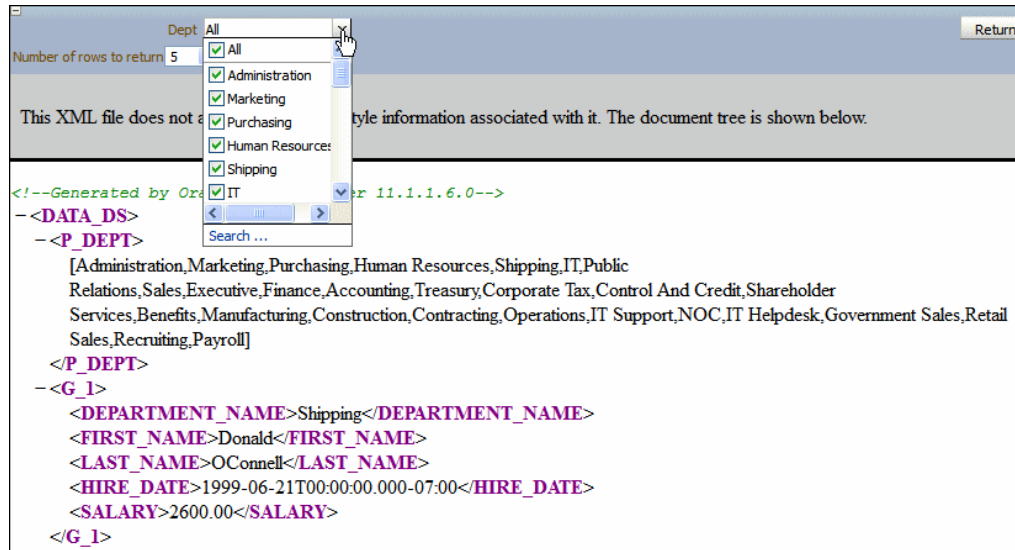 Dept All
Return
Number of rows to return 5
All
Administration
Marketing
Purchasing
Human Resources
Shipping
IT
Search ...
This XML file does not a tyle information associated with it. The document tree is shown below.
<!--Generated by Ora r 11.1.1.6.0-->
−<DATA_DS>
−<P_DEPT>
[Administration,Marketing,Purchasing,Human Resources,Shipping,IT,Public
Relations,Sales,Executive,Finance,Accounting,Treasury,Corporate Tax,Control And Credit,Shareholder
Services,Benefits,Manufacturing,Construction,Contracting,Operations,IT Support,NOC,IT Helpdesk,Government Sales,Retail
Sales,Recruiting,Payroll]
</P_DEPT>
−<G_1>
<DEPARTMENT_NAME>Shipping</DEPARTMENT_NAME>
<FIRST_NAME>Donald</FIRST_NAME>
<LAST_NAME>OConnell</LAST_NAME>
<HIRE_DATE>1999-06-21T00:00:00.000-07:00</HIRE_DATE>
<SALARY>2600.00</SALARY>
</G_1>